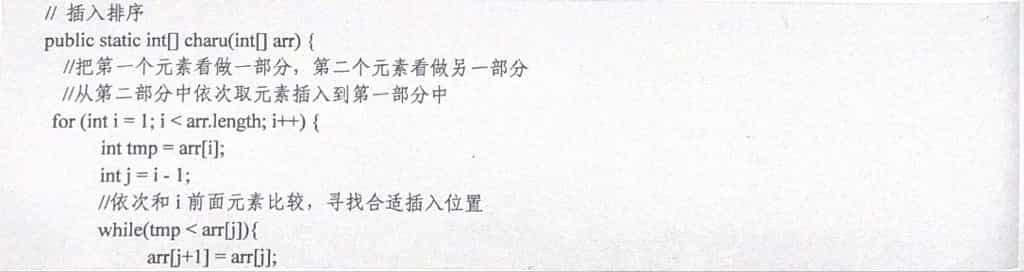 // 插入排序
public static int[] charu(int[] arr) {
//把第一个元素看做一部分，第二个元素看做另一部分
//从第二部分中依次取元素插入到第一部分中
for (int i = 1; i < arr.length; i++) {
int tmp = arr[i];
int j = i - 1;
//依次和 i 前面元素比较，寻找合适插入位置
while(tmp < arr[j]){
arr[j+1] = arr[j];